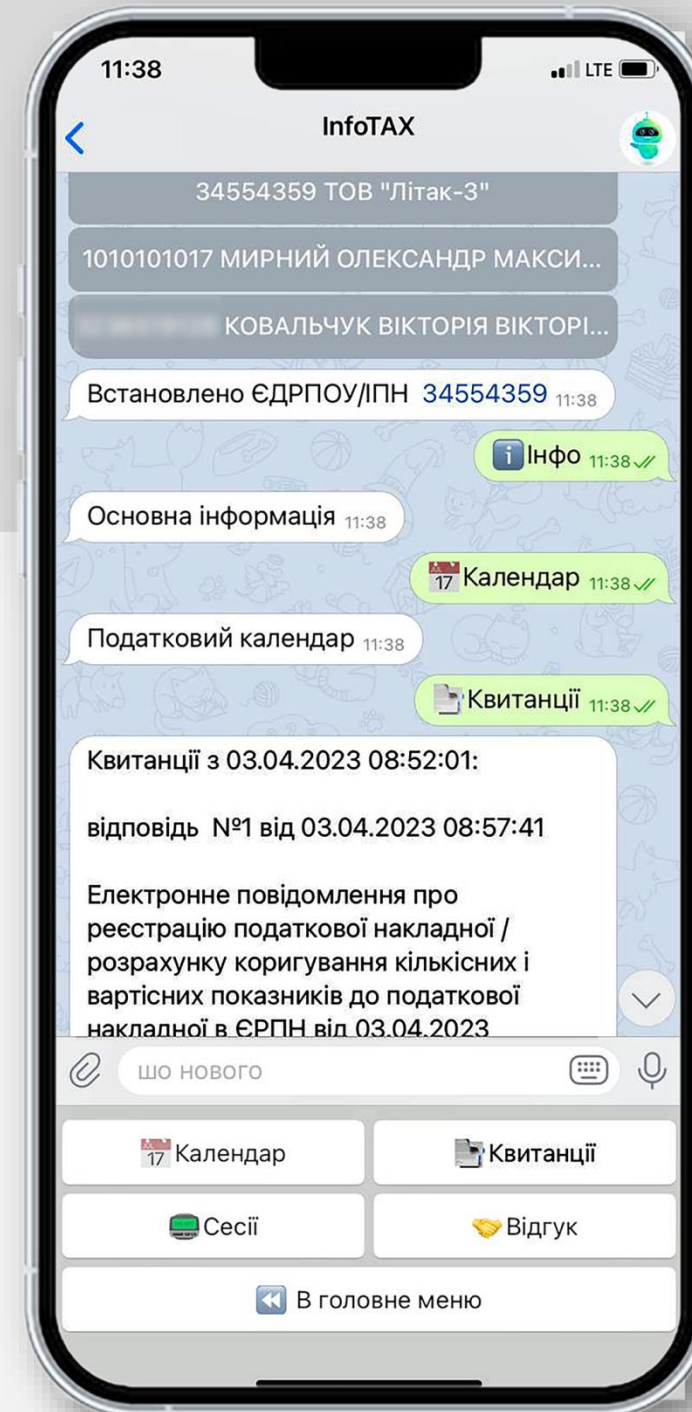 11:38
LTE
InfoTAX
34554359 ТОВ "Літак-3"
1010101017 МИРНИЙ ОЛЕКСАНДР МАКСИ...
КОВАЛЬЧУК ВІКТОРІЯ ВІКТОРІ...
Встановлено ЄДРПОУ/ІПН 34554359 11:38
Інфо 11:38
Основна інформація 11:38
17 Календар 11:38
Податковий календар 11:38
Квитанції 11:38
Квитанції з 03.04.2023 08:52:01:
відповідь №1 від 03.04.2023 08:57:41
Електронне повідомлення про
реєстрацію податкової накладної /
розрахунку коригування кількісних і
вартісних показників до податкової
накладної в ЄРПН від 03.04.2023
шо нового
17 Календар
Квитанції
Сесії
Відгук
В головне меню